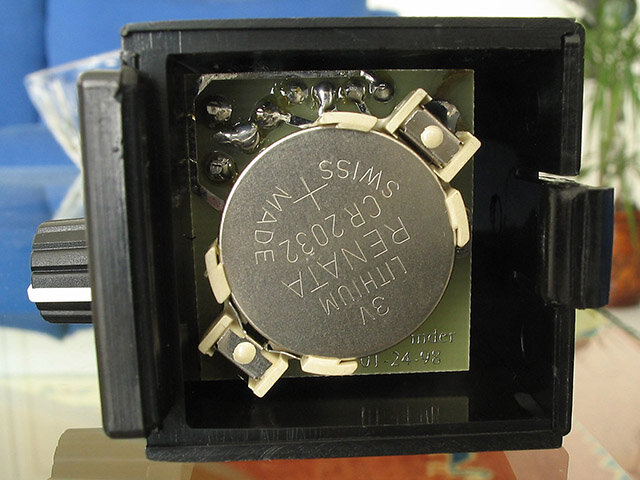 SWISS
+
MADE
CR2032
RENATA
LITHIUM
3V
inder
01-24-98